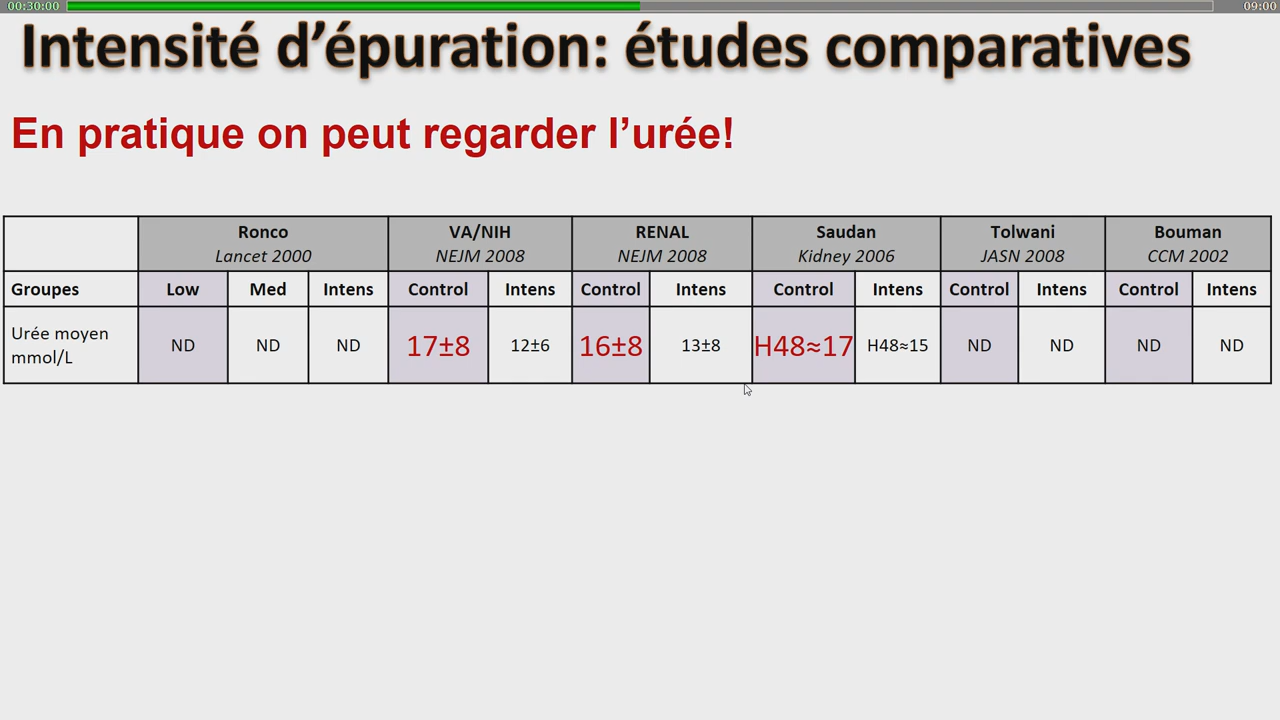 00:30:00 09:00
Intensité d’épuration: études comparatives
En pratique on peut regarder l’urée!
Ronco VA/NIH RENAL Saudan Tolwani Bouman
Lancet 2000 NEJM 2008 NEJM 2008 Kidney 2006 JASN 2008 CCM 2002
Groupes Low Med Intens Control Intens Control Intens Control Intens Control Intens Control Intens
Urée moyen
mmol/L ND ND ND 17±8 12±6 16±8 13±8 H48≈17 H48≈15 ND ND ND ND